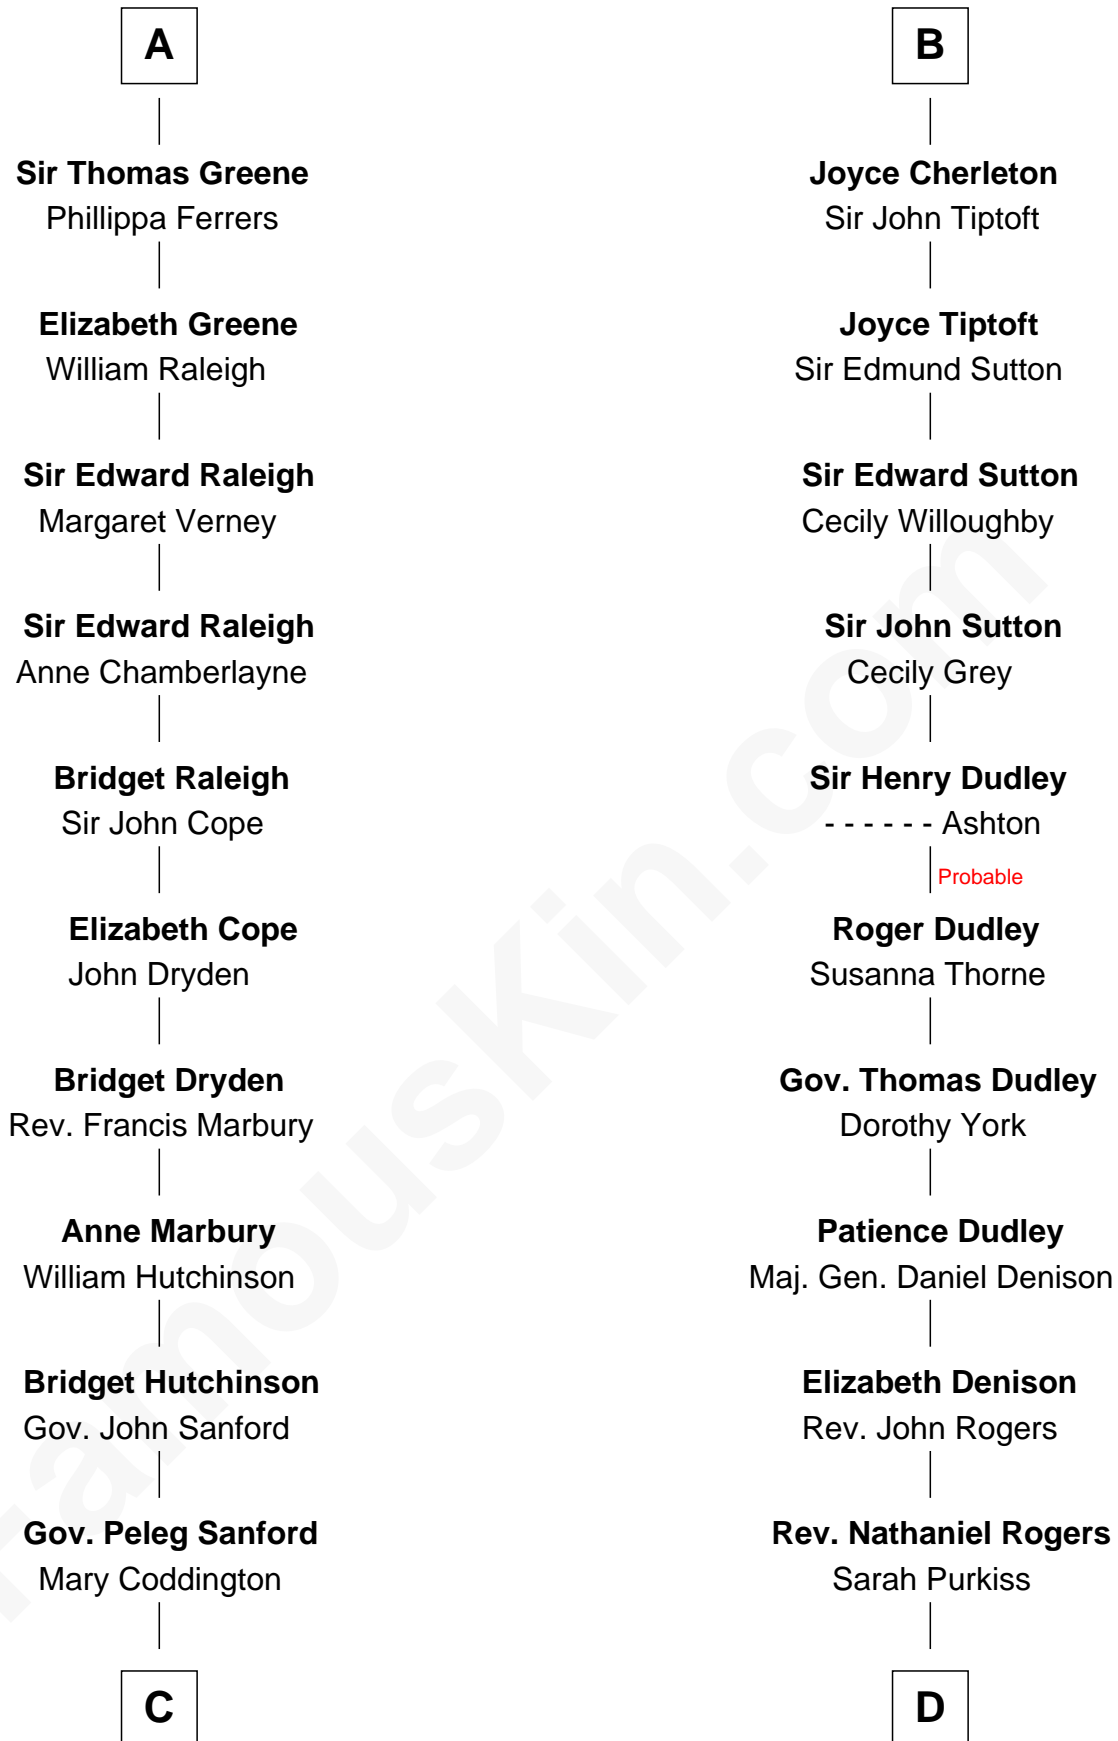 A
Sir Thomas Greene
Phillippa Ferrers
Elizabeth Greene
William Raleigh
Sir Edward Raleigh
Margaret Verney
Sir Edward Raleigh
Anne Chamberlayne
Bridget Raleigh
Sir John Cope
Elizabeth Cope
John Dryden
Bridget Dryden
Rev. Francis Marbury
Anne Marbury
William Hutchinson
Bridget Hutchinson
Gov. John Sanford
Gov. Peleg Sanford
Mary Coddington
C
B
Joyce Cherleton
Sir John Tiptoft
Joyce Tiptoft
Sir Edmund Sutton
Sir Edward Sutton
Cecily Willoughby
Sir John Sutton
Cecily Grey
Sir Henry Dudley
- - - - - - Ashton
Probable
Roger Dudley
Susanna Thorne
Gov. Thomas Dudley
Dorothy York
Patience Dudley
Maj. Gen. Daniel Denison
Elizabeth Denison
Rev. John Rogers
Rev. Nathaniel Rogers
Sarah Purkiss
D
FamousKin.com